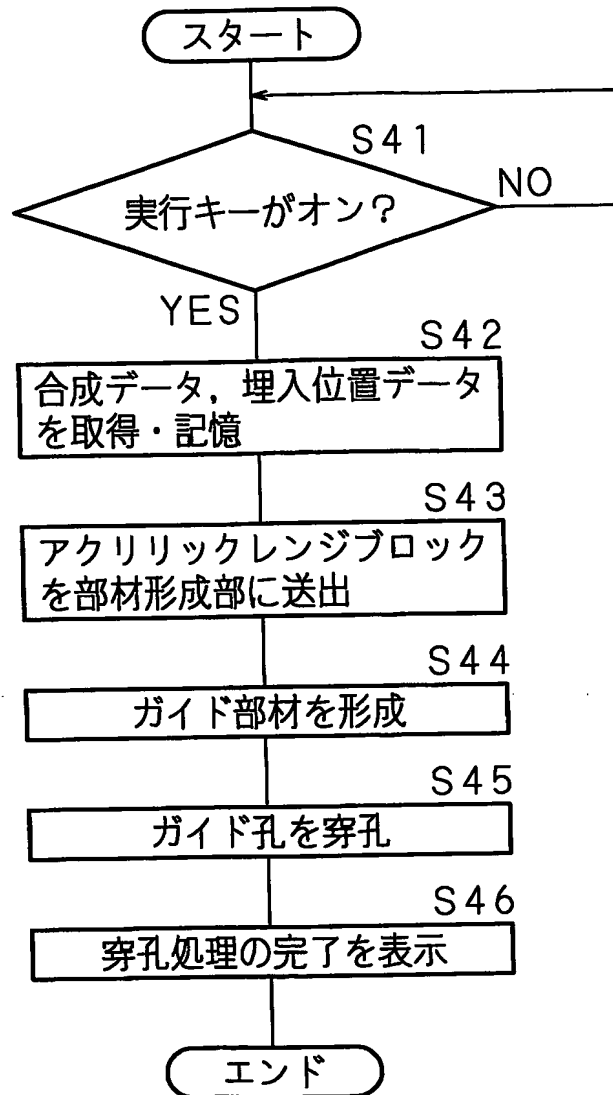 スタート
S41
実行キーがオン？
NO
YES
S42
合成データ，埋入位置データ
を取得・記憶
S43
アクリリックレンジブロック
を部材形成部に送出
S44
ガイド部材を形成
S45
ガイド孔を穿孔
S46
穿孔処理の完了を表示
エンド